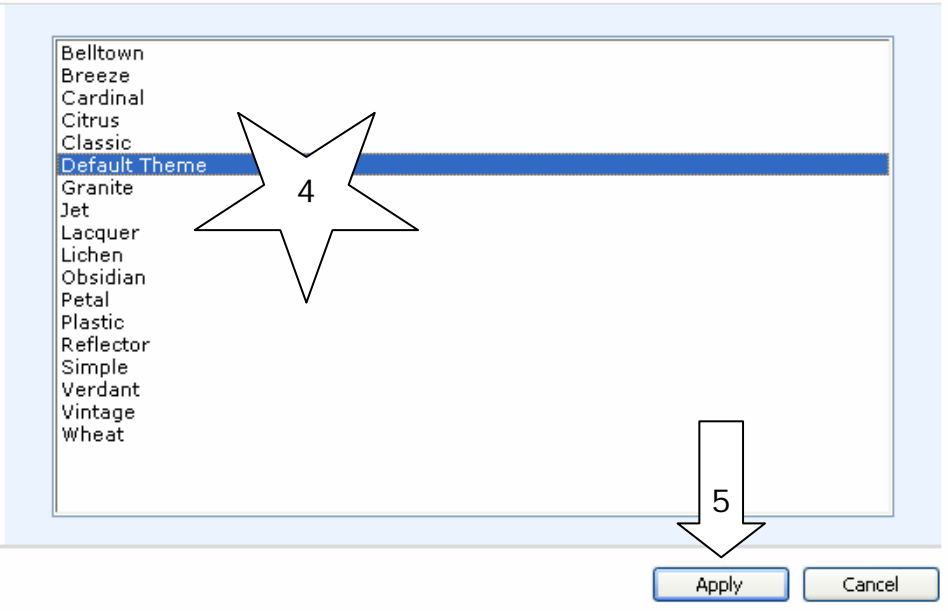 Belltown
Breeze
Cardinal
Citrus
Classic
Default Theme
Granite
4
Jet
Lacquer
Lichen
Obsidian
Petal
Plastic
Reflector
Simple
Verdant
Vintage
Wheat
5
Apply Cancel